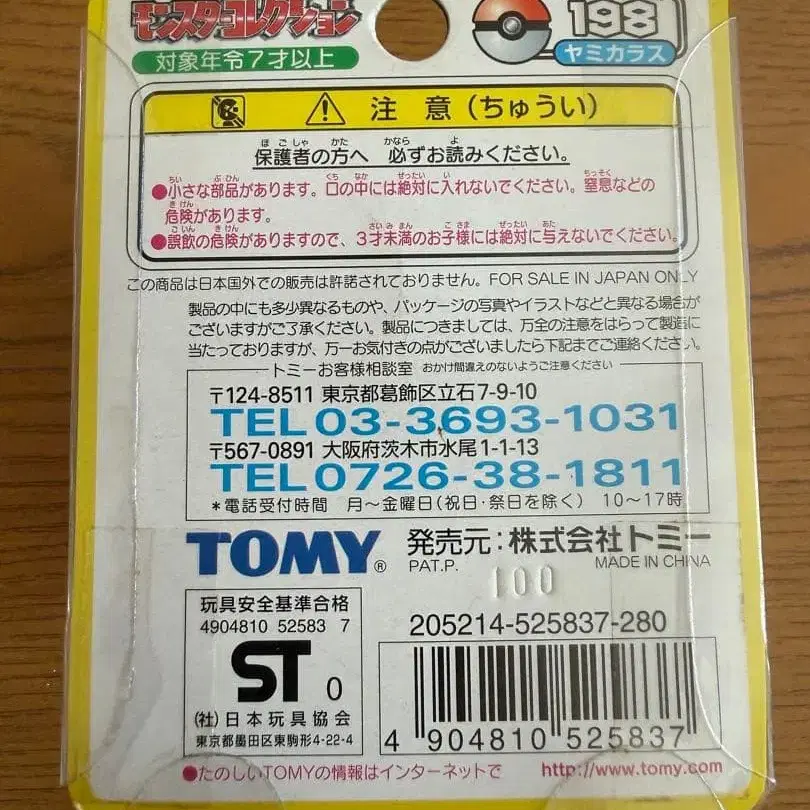 モンスターコレクション
対象年令7才以上
198
ヤミカラス
注意(ちゅうい)
保護者の方へ 必ずお読みください。
●小さな部品があります。口の中には絶対に入れないでください。窒息などの
危険があります。
●誤飲の危険がありますので、3才未満のお子様には絶対に与えないでください。
この商品は日本国外での販売は許諾されておりません。FOR SALE IN JAPAN ONLY
製品の中にも多少異なるものや、パッケージの写真やイラストなどと異なる場合が
ございますがご了承ください。製品につきましては、万全の注意をはらって製造に
当たっておりますが、万一お気付きの点がございましたら下記までご連絡ください。
トミーお客様相談室 おかけ間違えのないようご注意ください
〒124-8511 東京都葛飾区立石7-9-10
TEL03-3693-1031
〒567-0891 大阪府茨木市水尾1-1-13
TEL0726-38-1811
*電話受付時間 月~金曜日(祝日・祭日を除く) 10~17時
TOMY® 発売元:株式会社トミー
PAT.P. MADE IN CHINA
100
玩具安全基準合格
4904810 52583 7
ST 0
(社)日本玩具協会
東京都墨田区東駒形4-22-4
205214-525837-280
4 904810 525837
●たのしいTOMYの情報はインターネットで http://www.tomy.com